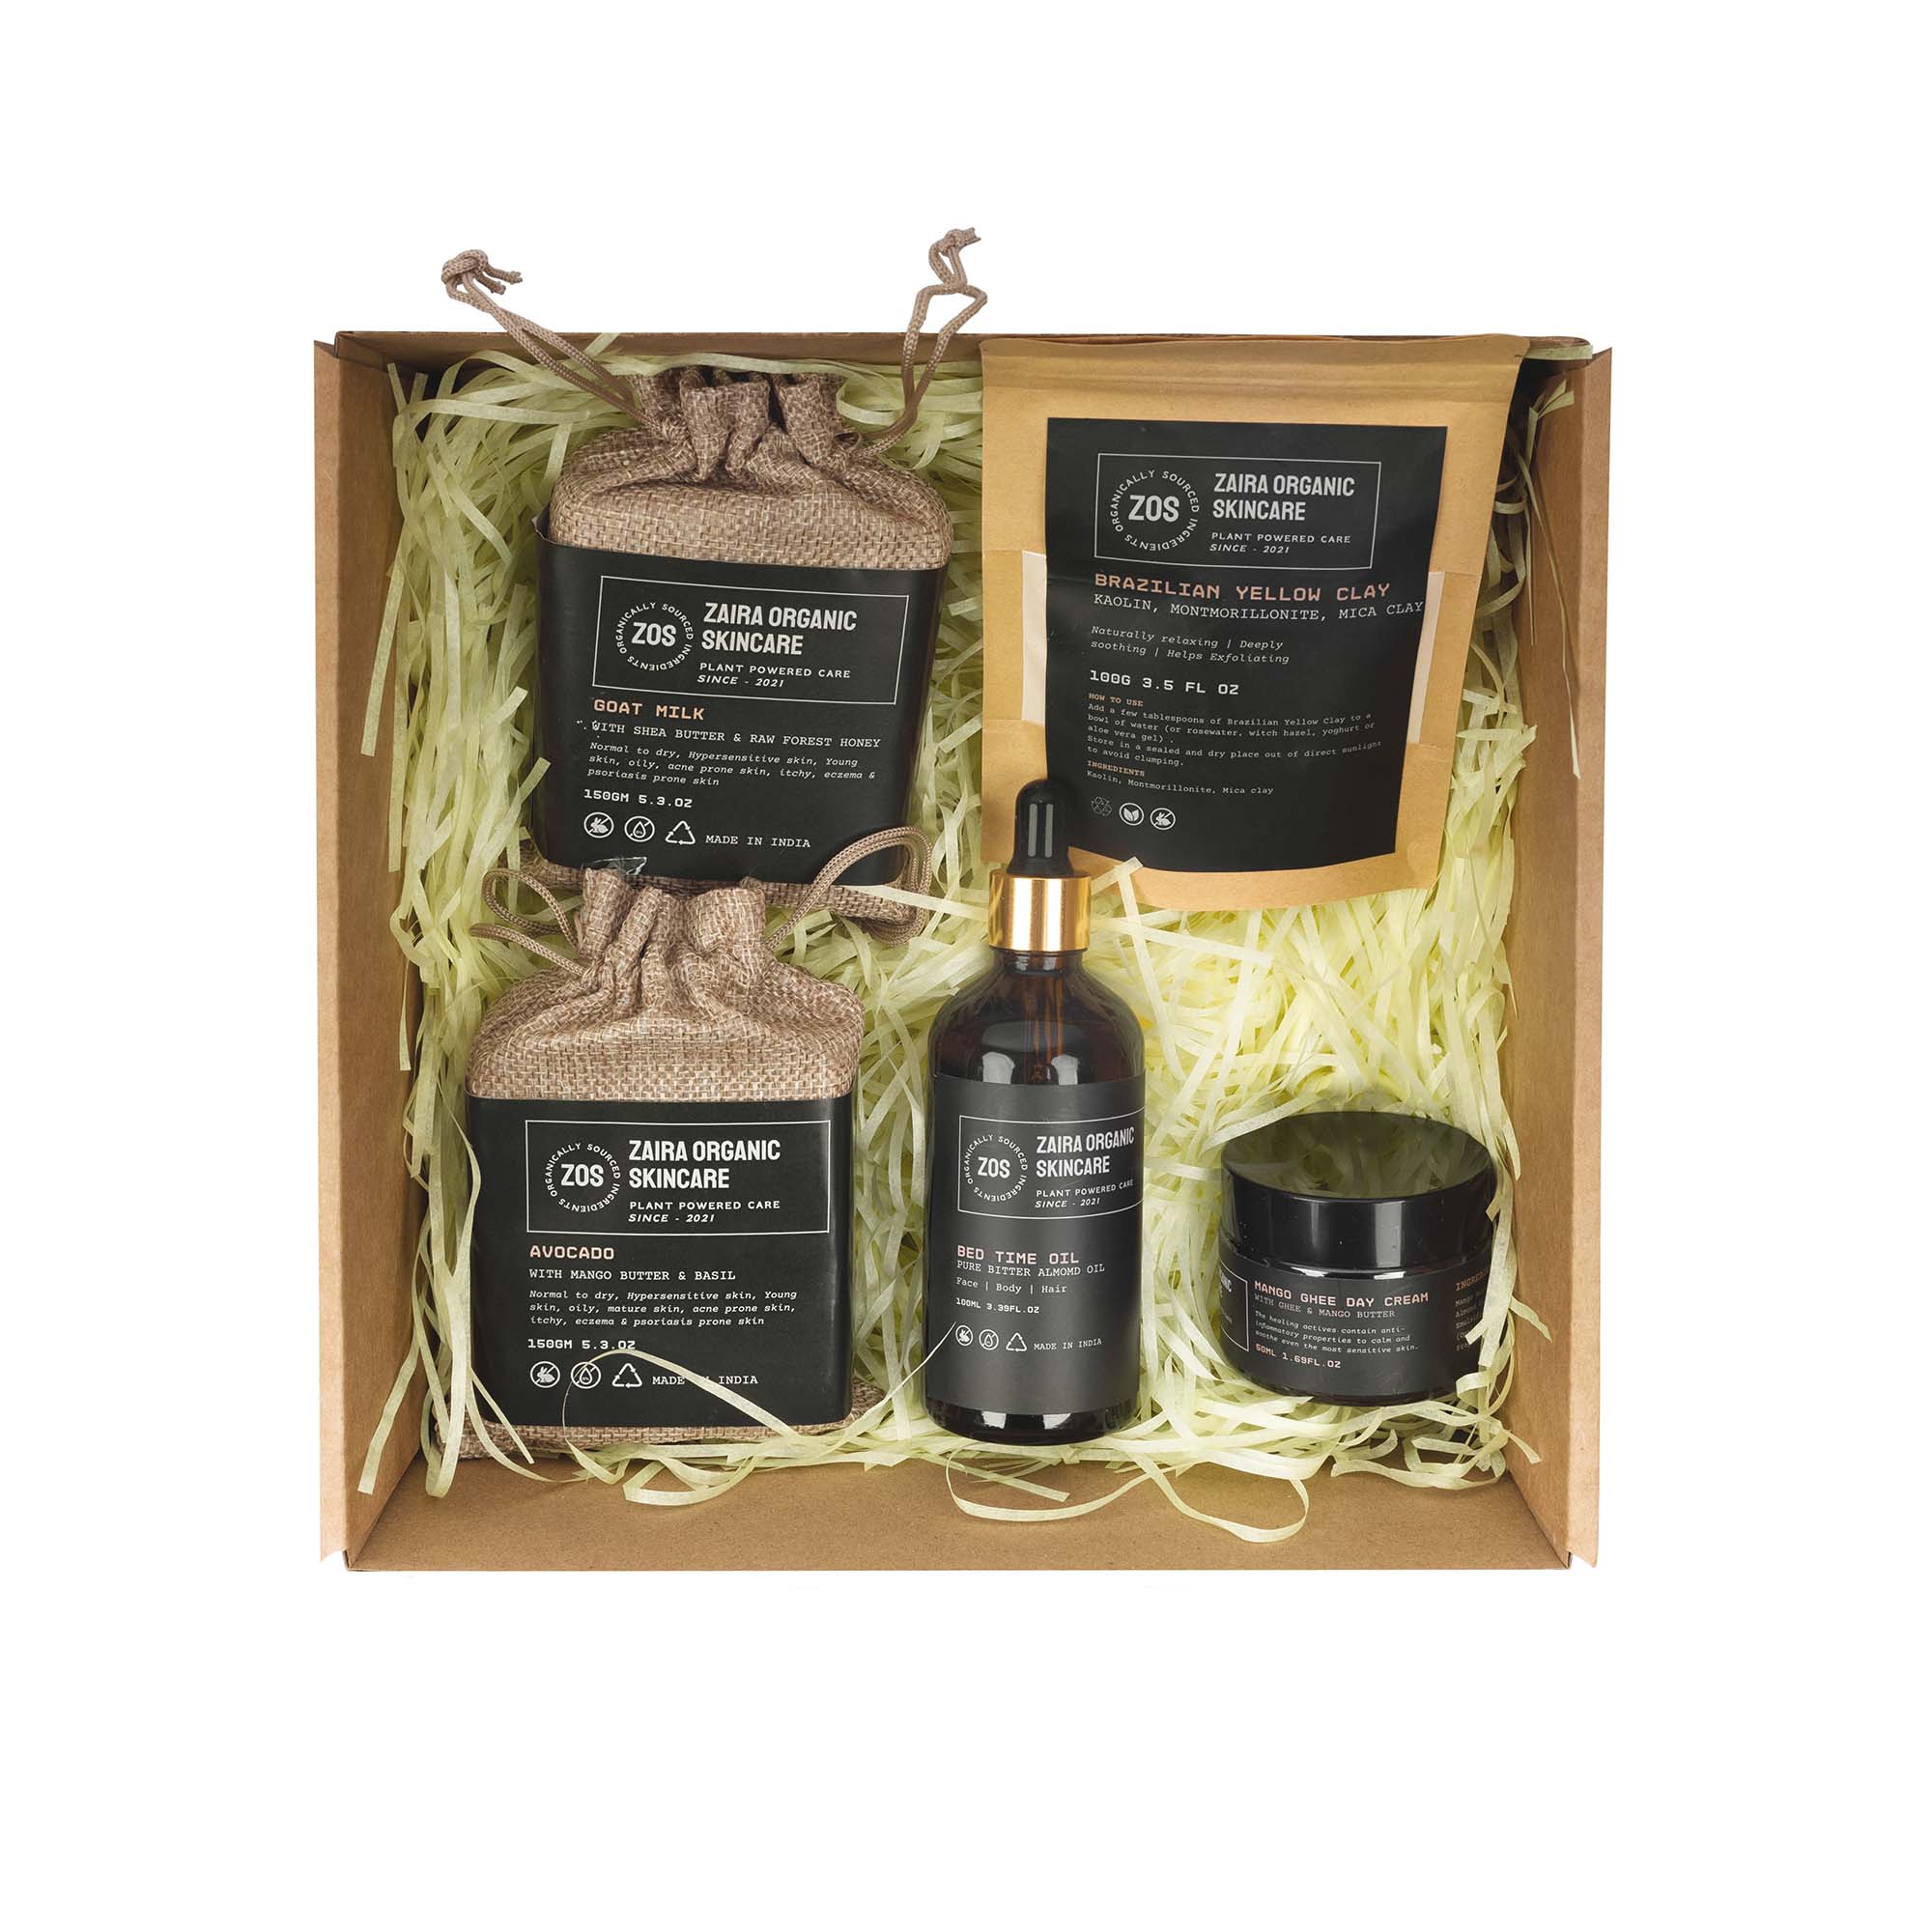 ORGANICALLY SOURCED INGREDIENTS
ZOS
ZAIRA ORGANIC
SKINCARE
PLANT POWERED CARE
SINCE - 2021
GOAT MILK
WITH SHEA BUTTER & RAW FOREST HONEY
Normal to dry, Hypersensitive skin, Young
skin, oily, acne prone skin, itchy, eczema &
psoriasis prone skin
150GM 5.3.OZ
MADE IN INDIA
ORGANICALLY SOURCED INGREDIENTS
ZOS
ZAIRA ORGANIC
SKINCARE
PLANT POWERED CARE
SINCE - 2021
BRAZILIAN YELLOW CLAY
KAOLIN, MONTMORILLONITE, MICA CLAY
Naturally relaxing | Deeply
soothing | Helps Exfoliating
100G 3.5 FL OZ
HOW TO USE
Add a few tablespoons of Brazilian Yellow Clay to a
bowl of water (or rosewater, witch hazel, yoghurt or
aloe vera gel) .
Store in a sealed and dry place out of direct sunlight
to avoid clumping.
INGREDIENTS
Kaolin, Montmorillonite, Mica clay
ORGANICALLY SOURCED INGREDIENTS
ZOS
ZAIRA ORGANIC
SKINCARE
PLANT POWERED CARE
SINCE - 2021
AVOCADO
WITH MANGO BUTTER & BASIL
Normal to dry, Hypersensitive skin, Young
skin, oily, mature skin, acne prone skin,
itchy, eczema & psoriasis prone skin
150GM 5.3.OZ
MADE IN INDIA
ORGANICALLY SOURCED INGREDIENTS
ZOS
ZAIRA ORGANIC
SKINCARE
PLANT POWERED CARE
SINCE - 2021
BED TIME OIL
PURE BITTER ALMOMD OIL
Face | Body | Hair
100ML 3.39FL.OZ
MADE IN INDIA
MANGO GHEE DAY CREAM
WITH GHEE & MANGO BUTTER
The healing actives contain anti-
inflammatory properties to calm and
soothe even the most sensitive skin.
50ML 1.69FL.OZ